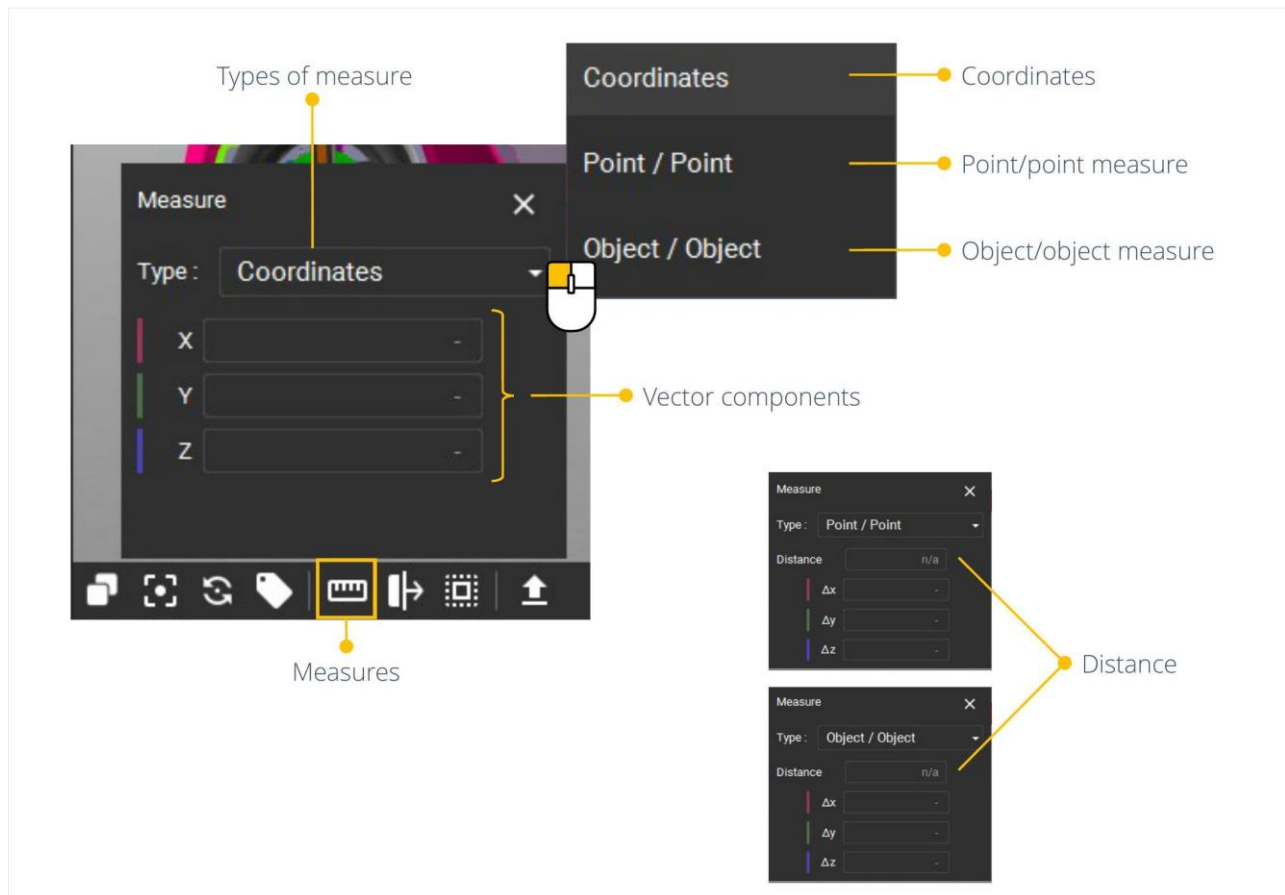 Types of measure
Coordinates
Coordinates
Point / Point
Point/point measure
Object / Object
Object/object measure
Measure
Type : Coordinates
X -
Y -
Z -
Vector components
Measures
Measure
Type : Point / Point
Distance n/a
Δx -
Δy -
Δz -
Distance
Measure
Type : Object / Object
Distance n/a
Δx -
Δy -
Δz -